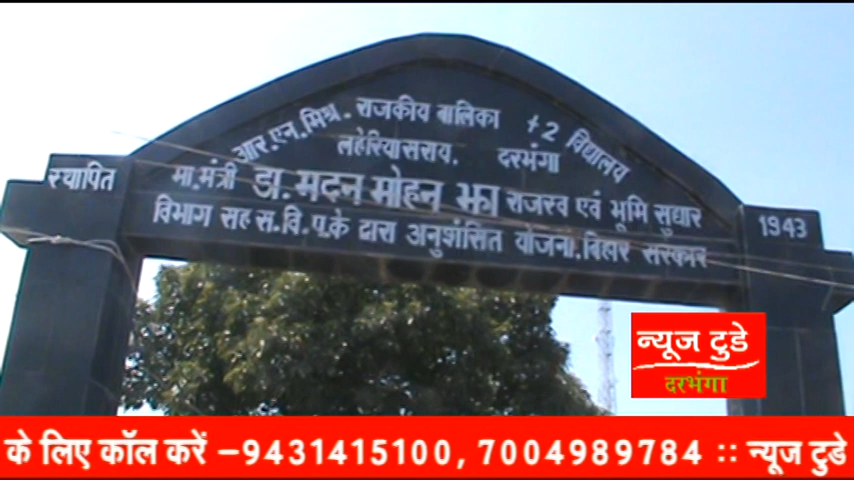 आर.एन.मिश्र. राजकीय बालिका +2 विद्यालय
लहेरियासराय. दरभंगा
स्थापित
1943
मा.मंत्री डा. मदन मोहन झा राजस्व एवं भूमि सुधार
विभाग सह स.वि.प.के द्वारा अनुशंसित योजना.बिहार सरकार
न्यूज टुडे
दरभंगा
के लिए कॉल करें –9431415100, 7004989784 :: न्यूज टुडे